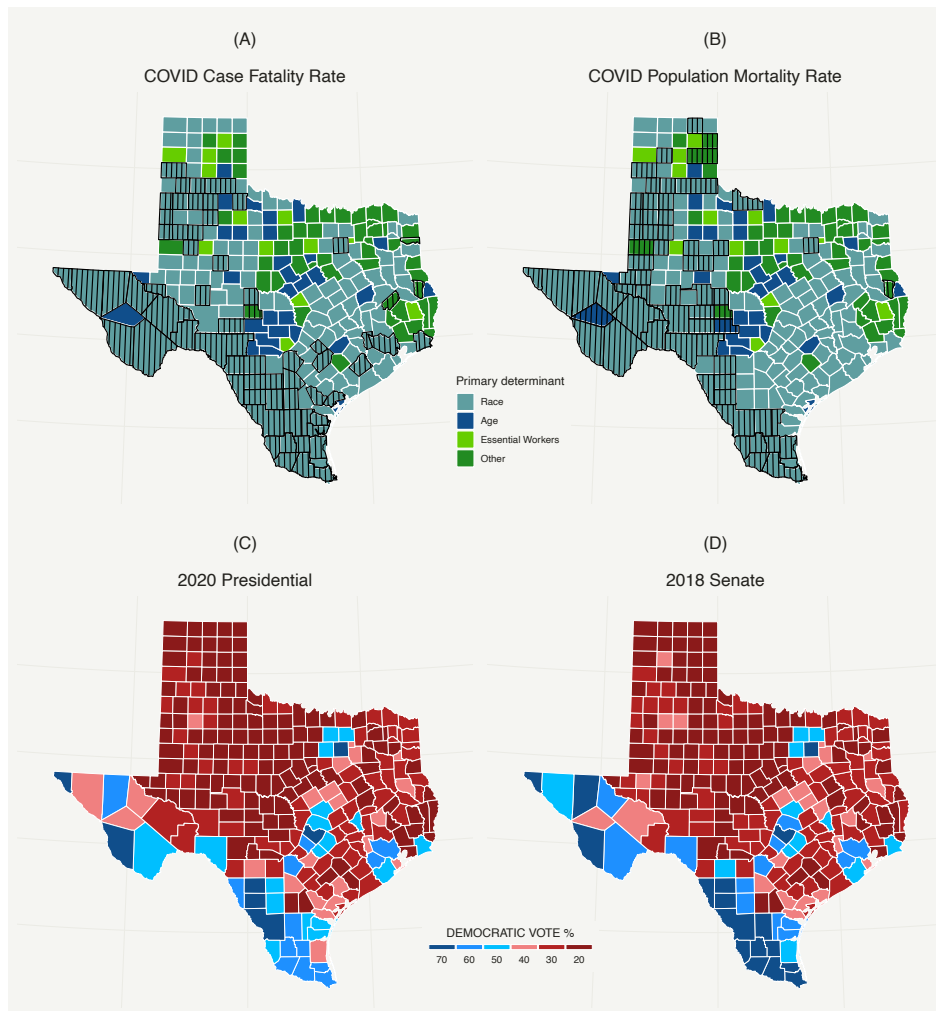 (A)
COVID Case Fatality Rate
(B)
COVID Population Mortality Rate
Primary determinant
Race
Age
Essential Workers
Other
(C)
2020 Presidential
(D)
2018 Senate
DEMOCRATIC VOTE %
70 60 50 40 30 20